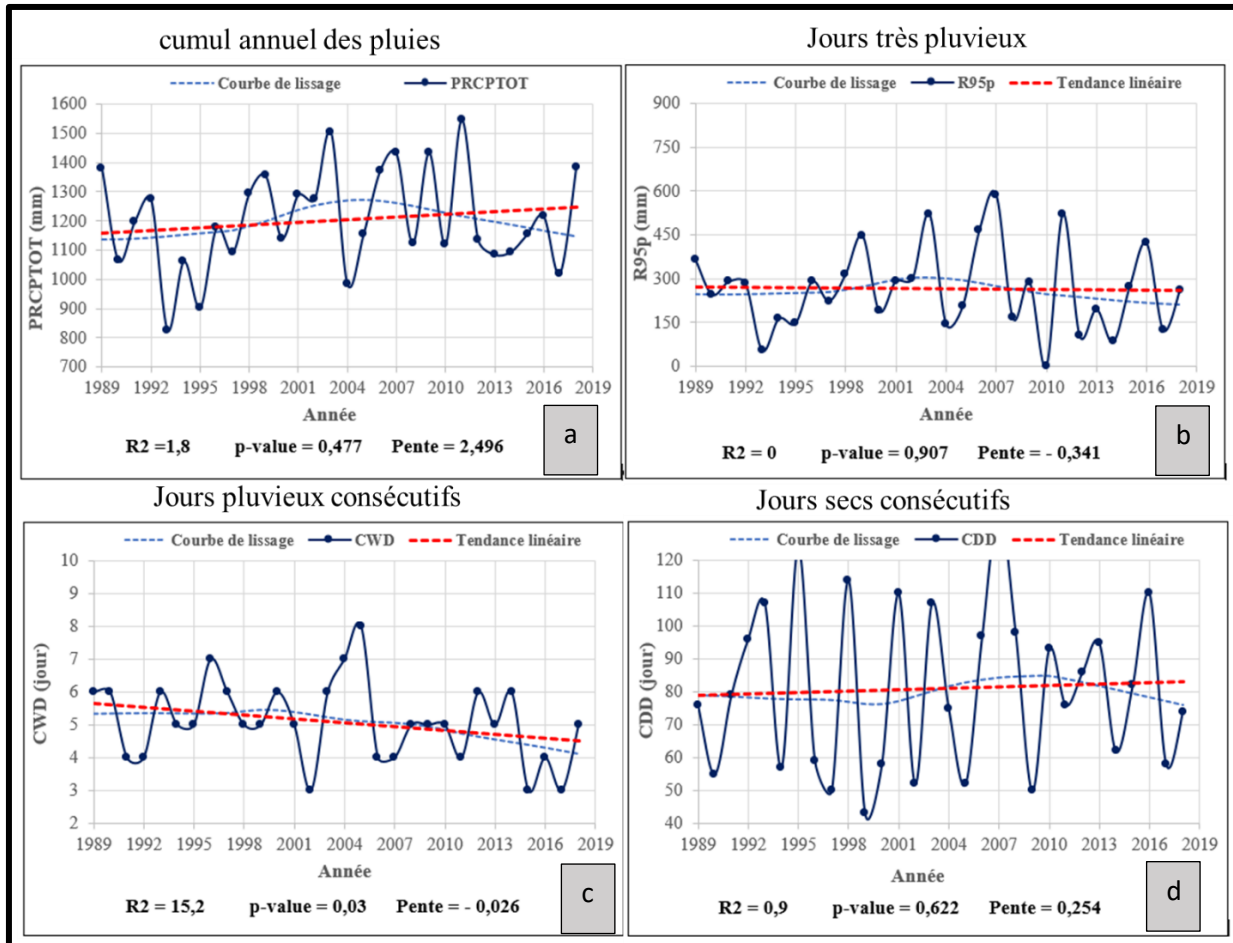 cumul annuel des pluies
Courbe de lissage PRCPTOT
PRCPTOT (mm)
1600
1500
1400
1300
1200
1100
1000
900
800
700
1989 1992 1995 1998 2001 2004 2007 2010 2013 2016 2019
Année
R2 =1,8 p-value = 0,477 Pente = 2,496
a
Jours très pluvieux
Courbe de lissage R95p Tendance linéaire
R95p (mm)
900
750
600
450
300
150
0
1989 1992 1995 1998 2001 2004 2007 2010 2013 2016 2019
Année
R2 = 0 p-value = 0,907 Pente = - 0,341
b
Jours pluvieux consécutifs
Courbe de lissage CWD Tendance linéaire
CWD (jour)
10
9
8
7
6
5
4
3
2
1989 1992 1995 1998 2001 2004 2007 2010 2013 2016 2019
Année
R2 = 15,2 p-value = 0,03 Pente = - 0,026
c
Jours secs consécutifs
Courbe de lissage CDD Tendance linéaire
CDD (jour)
120
110
100
90
80
70
60
50
40
1989 1992 1995 1998 2001 2004 2007 2010 2013 2016 2019
Année
R2 = 0,9 p-value = 0,622 Pente = 0,254
d